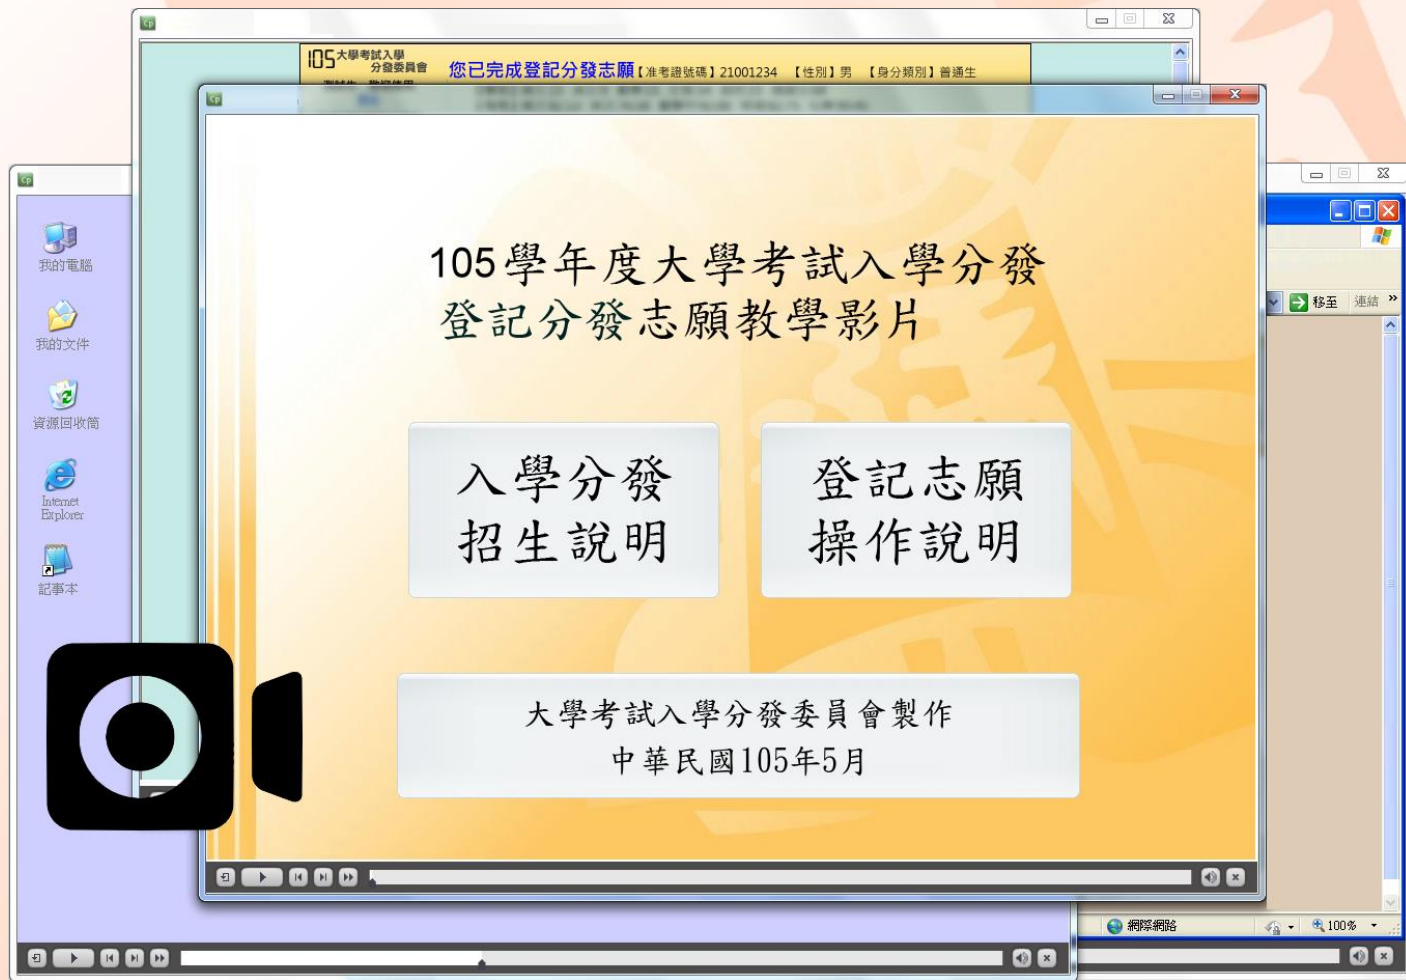 105大學考試入學
分發委員會
您已完成登記分發志願【准考證號碼】21001234 【性別】男 【身分類別】普通生
105學年度大學考試入學分發
登記分發志願教學影片
入學分發
招生說明
登記志願
操作說明
大學考試入學分發委員會製作
中華民國105年5月
我的電腦
我的文件
資源回收筒
Internet
Explorer
記事本
移至 連結 »
網際網路
100%